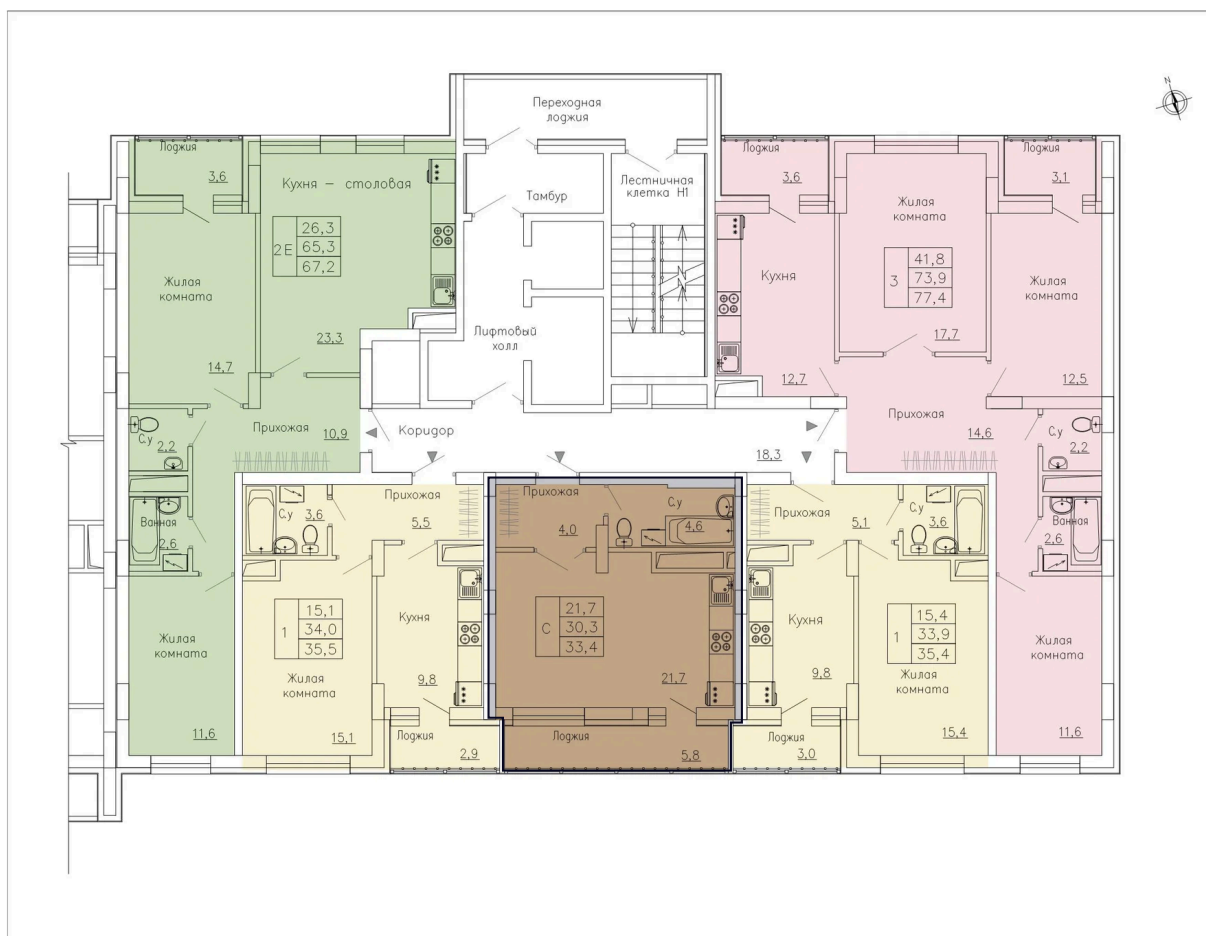 N
Переходная
лоджия
Тамбур
Лестничная
клетка Н1
Лифтовый
холл
Лоджия
3,6
Кухня – столовая
2Е
26,3
65,3
67,2
23,3
Жилая
комната
14,7
Прихожая
10,9
С.у
2,2
Ванная
2,6
Жилая
комната
11,6
Коридор
18,3
Лоджия
3,6
Кухня
12,7
Жилая
комната
3
41,8
73,9
77,4
17,7
Лоджия
3,1
Жилая
комната
12,5
Прихожая
14,6
С.у
2,2
Ванная
2,6
Жилая
комната
11,6
С.у
3,6
Прихожая
5,5
1
15,1
34,0
35,5
Жилая
комната
15,1
Кухня
9,8
Лоджия
2,9
Прихожая
4,0
С.у
4,6
С
21,7
30,3
33,4
21,7
Лоджия
5,8
Прихожая
5,1
С.у
3,6
Кухня
9,8
1
15,4
33,9
35,4
Жилая
комната
15,4
Лоджия
3,0